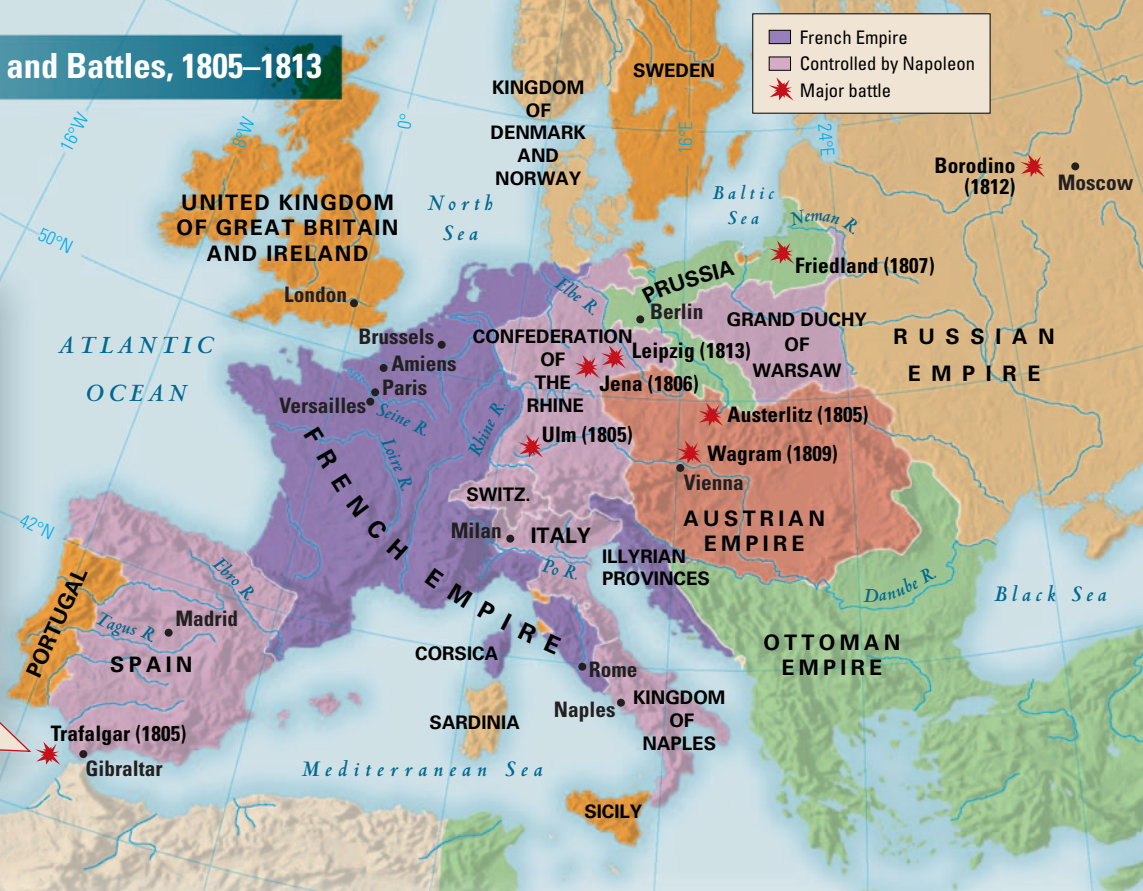 and Battles, 1805–1813
French Empire
Controlled by Napoleon
Major battle
16°W
8°W
0°
16°E
24°E
50°N
42°N
SWEDEN
KINGDOM
OF
DENMARK
AND
NORWAY
Borodino
(1812)
Moscow
UNITED KINGDOM
OF GREAT BRITAIN
AND IRELAND
North
Sea
Baltic
Sea
Neman R.
Friedland (1807)
PRUSSIA
Elbe R.
London
Berlin
GRAND DUCHY
OF
WARSAW
RUSSIAN
EMPIRE
ATLANTIC
OCEAN
Brussels
Amiens
Paris
Versailles
Seine R.
Loire R.
Rhine R.
CONFEDERATION
OF
THE
RHINE
Leipzig (1813)
Jena (1806)
Austerlitz (1805)
Ulm (1805)
Wagram (1809)
Vienna
FRENCH EMPIRE
SWITZ.
Milan
ITALY
Po R.
AUSTRIAN
EMPIRE
ILLYRIAN
PROVINCES
Danube R.
Black Sea
PORTUGAL
Ebro R.
Tagus R.
Madrid
SPAIN
CORSICA
Rome
OTTOMAN
EMPIRE
Naples
KINGDOM
OF
NAPLES
SARDINIA
Trafalgar (1805)
Gibraltar
Mediterranean Sea
SICILY